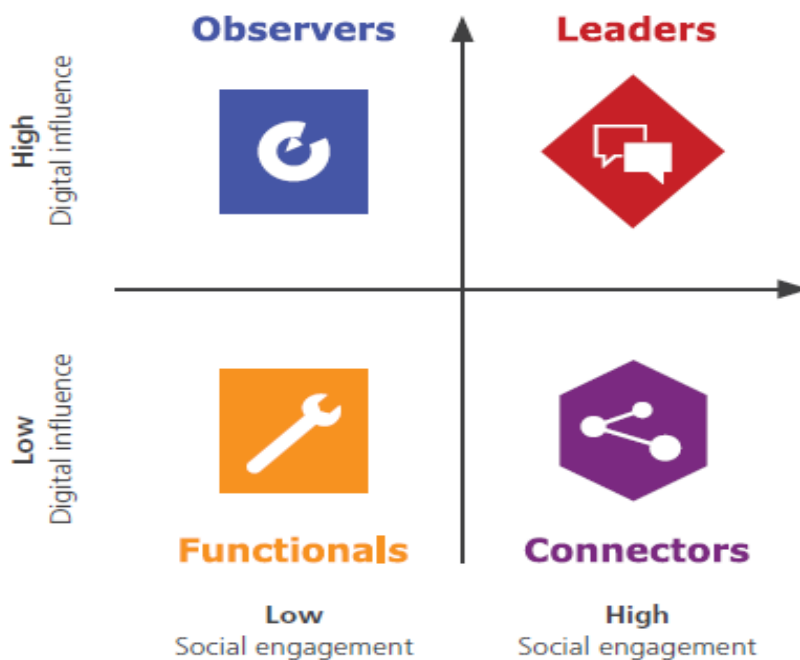 Observers
Leaders
High
Digital influence
Low
Digital influence
Functionals
Connectors
Low
High
Social engagement
Social engagement